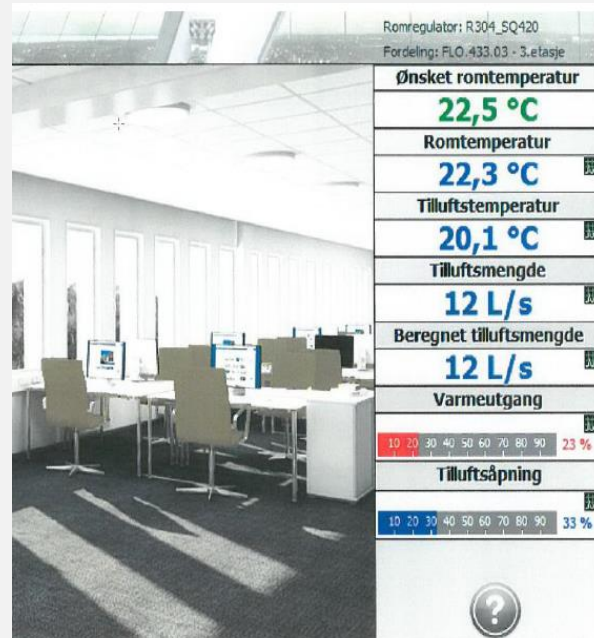 Romregulator: R304_SQ420
Fordeling: FLO.433.03 - 3.etasje
Ønsket romtemperatur
22,5 °C
Romtemperatur
22,3 °C
Tilluftstemperatur
20,1 °C
Tilluftsmengde
12 L/s
Beregnet tilluftsmengde
12 L/s
Varmeutgang
10 20 30 40 50 60 70 80 90 23 %
Tilluftsåpning
10 20 30 40 50 60 70 80 90 33 %
?